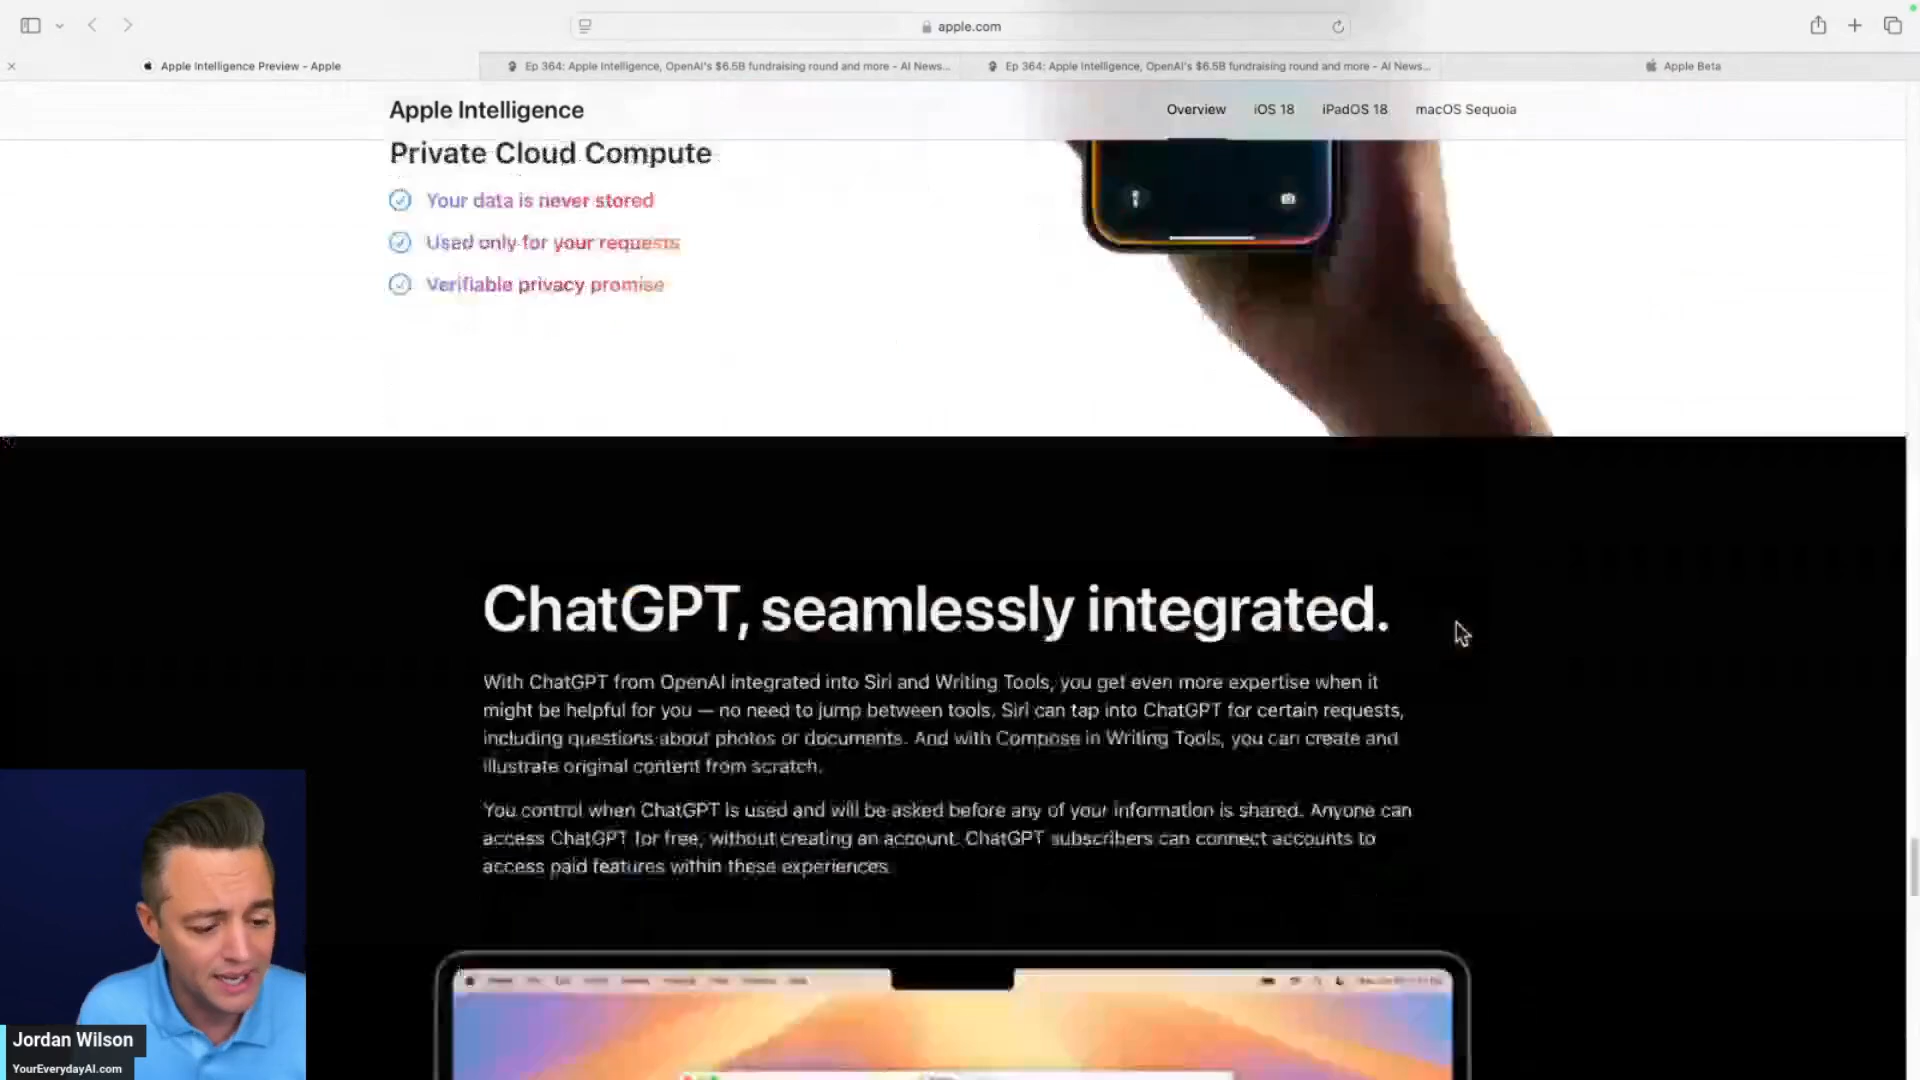 apple.com
Apple Intelligence Preview - Apple
Ep 364: Apple Intelligence, OpenAI's $6.5B fundraising round and more - AI News...
Ep 364: Apple Intelligence, OpenAI's $6.5B fundraising round and more - AI News...
Apple Beta
Apple Intelligence
Overview
iOS 18
iPadOS 18
macOS Sequoia
Private Cloud Compute
Your data is never stored
Used only for your requests
Verifiable privacy promise
ChatGPT, seamlessly integrated.
With ChatGPT from OpenAI integrated into Siri and Writing Tools, you get even more expertise when it
might be helpful for you — no need to jump between tools. Siri can tap into ChatGPT for certain requests,
including questions about photos or documents. And with Compose in Writing Tools, you can create and
illustrate original content from scratch.
You control when ChatGPT is used and will be asked before any of your information is shared. Anyone can
access ChatGPT for free, without creating an account. ChatGPT subscribers can connect accounts to
access paid features within these experiences.
Jordan Wilson
YourEverydayAI.com